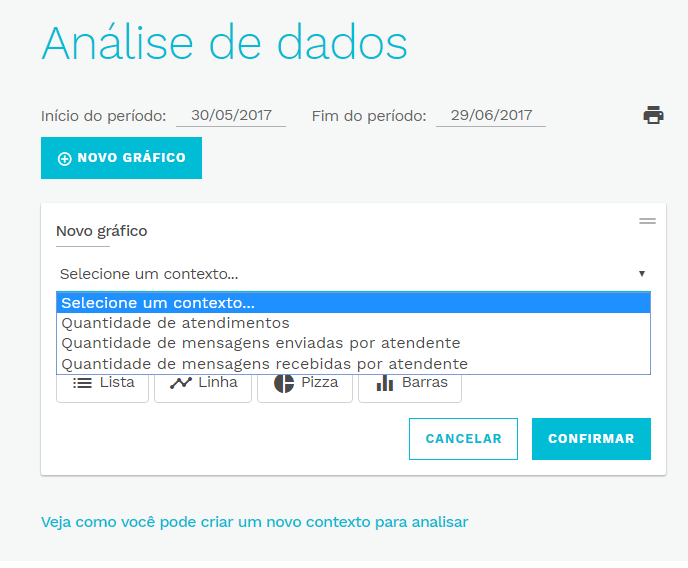 Análise de dados
Início do período: 30/05/2017 Fim do período: 29/06/2017
NOVO GRÁFICO
Novo gráfico
Selecione um contexto...
Selecione um contexto...
Quantidade de atendimentos
Quantidade de mensagens enviadas por atendente
Quantidade de mensagens recebidas por atendente
Lista Linha Pizza Barras
CANCELAR CONFIRMAR
Veja como você pode criar um novo contexto para analisar